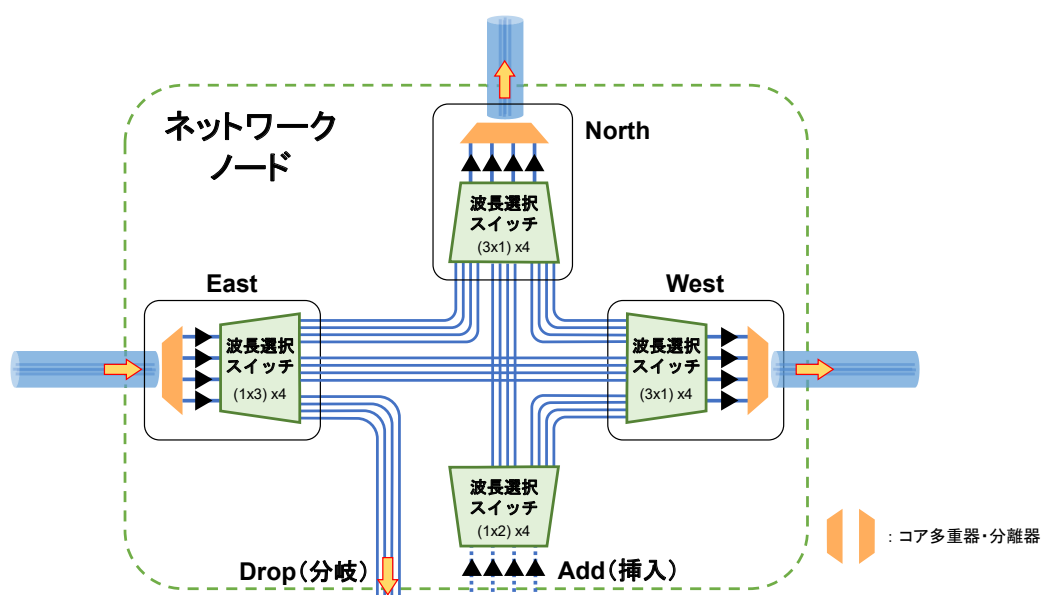 ネットワーク
ノード
North
波長選択
スイッチ
(3x1) x4
East
West
波長選択
スイッチ
(1x3) x4
波長選択
スイッチ
(3x1) x4
波長選択
スイッチ
(1x2) x4
：コア多重器・分離器
Drop（分岐）
Add（挿入）